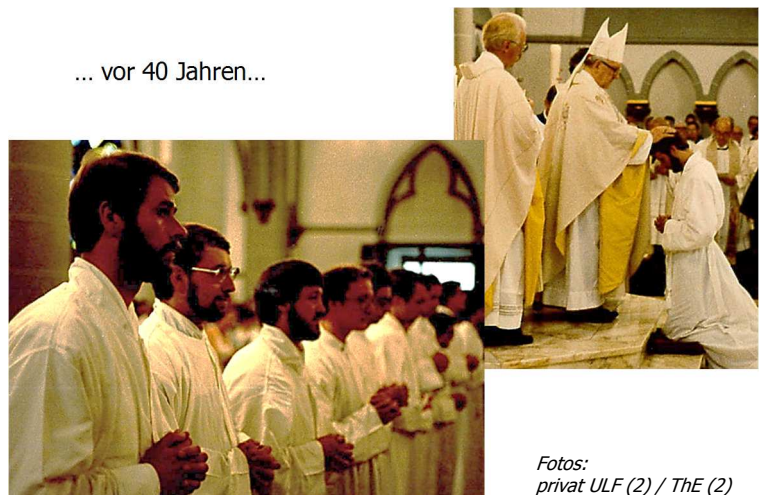 ... vor 40 Jahren...
Fotos:
privat ULF (2) / ThE (2)